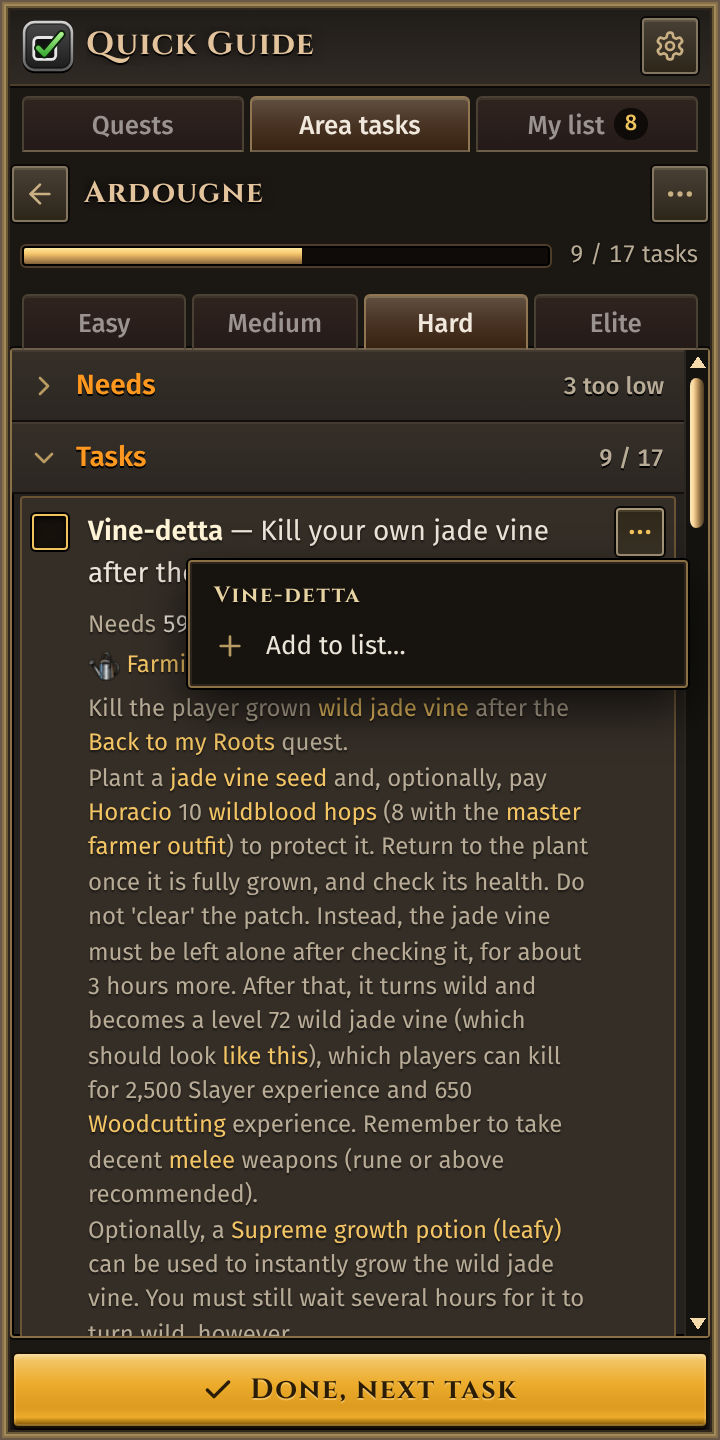 Quick Guide
Quests
Area tasks
My list 8
Ardougne
9 / 17 tasks
Easy
Medium
Hard
Elite
Needs
3 too low
Tasks
9 / 17
Vine-detta — Kill your own jade vine
after
Vine-detta
Add to list...
Needs 59
Kill the player grown wild jade vine after the
Back to my Roots quest.
Plant a jade vine seed and, optionally, pay
Horacio 10 wildblood hops (8 with the master
farmer outfit) to protect it. Return to the plant
once it is fully grown, and check its health. Do
not 'clear' the patch. Instead, the jade vine
must be left alone after checking it, for about
3 hours more. After that, it turns wild and
becomes a level 72 wild jade vine (which
should look like this), which players can kill
for 2,500 Slayer experience and 650
Woodcutting experience. Remember to take
decent melee weapons (rune or above
recommended).
Optionally, a Supreme growth potion (leafy)
can be used to instantly grow the wild jade
vine. You must still wait several hours for it to
turn wild, however.
Done, next task